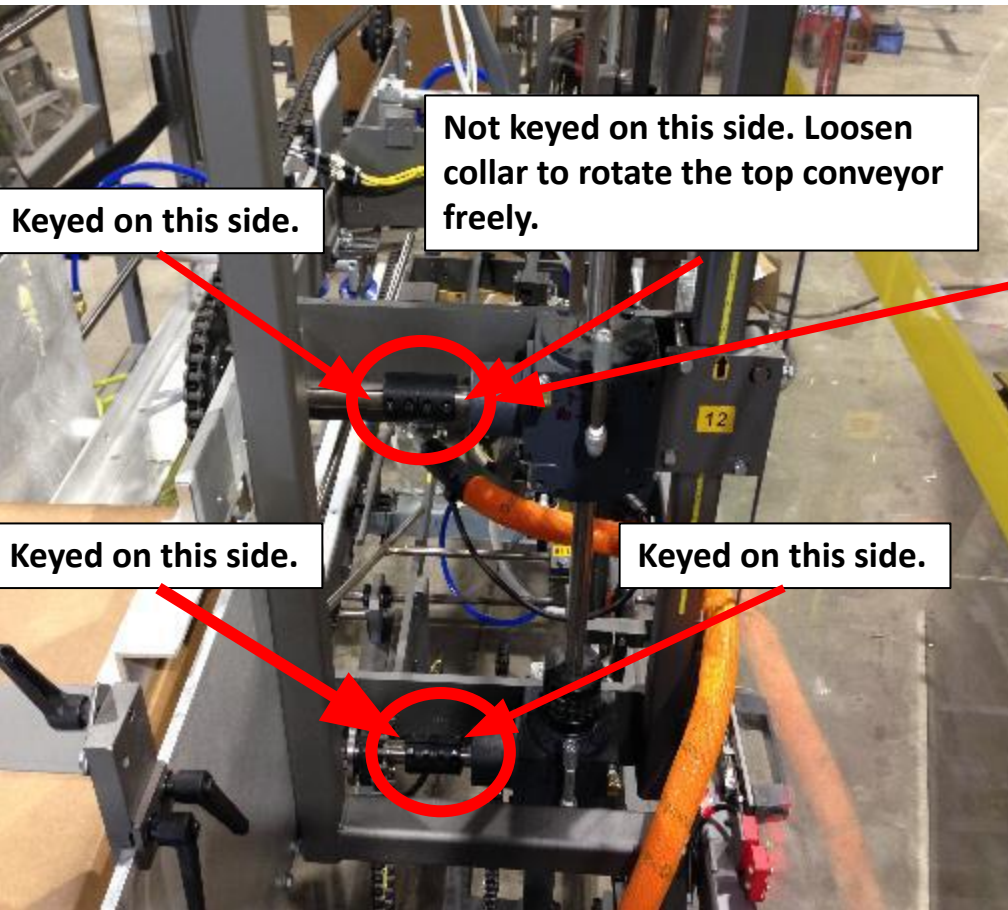 Not keyed on this side. Loosen
collar to rotate the top conveyor
freely.
Keyed on this side.
12
Keyed on this side.
Keyed on this side.